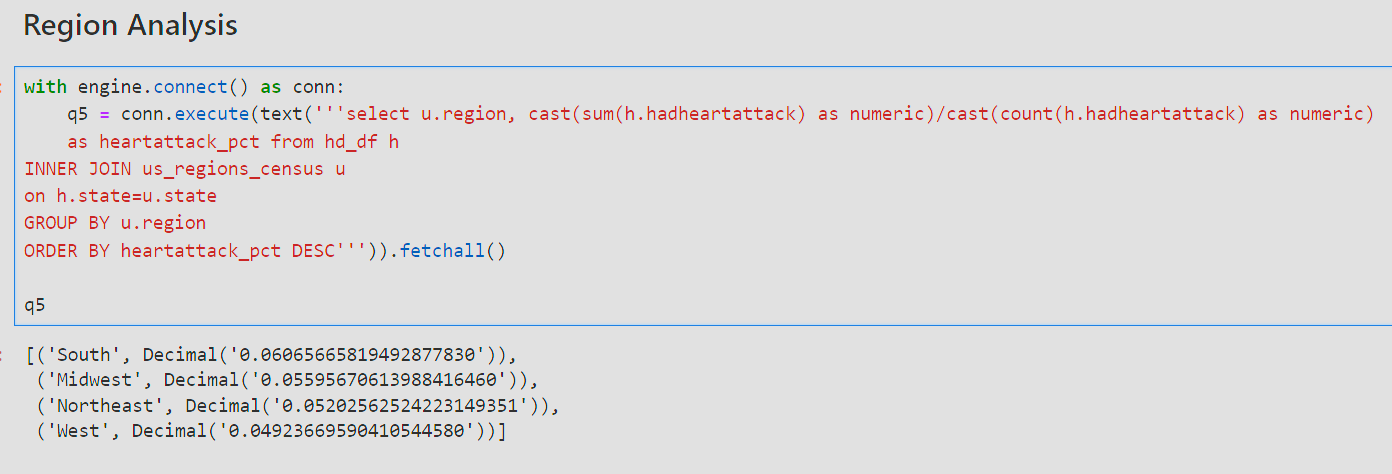 Region Analysis
with engine.connect() as conn:
    q5 = conn.execute(text('''select u.region, cast(sum(h.hadheartattack) as numeric)/cast(count(h.hadheartattack) as numeric)
    as heartattack_pct from hd_df h
INNER JOIN us_regions_census u
on h.state=u.state
GROUP BY u.region
ORDER BY heartattack_pct DESC''')).fetchall()
q5
[('South', Decimal('0.06065665819492877830')),
 ('Midwest', Decimal('0.05595670613988416460')),
 ('Northeast', Decimal('0.05202562524223149351')),
 ('West', Decimal('0.04923669590410544580'))]